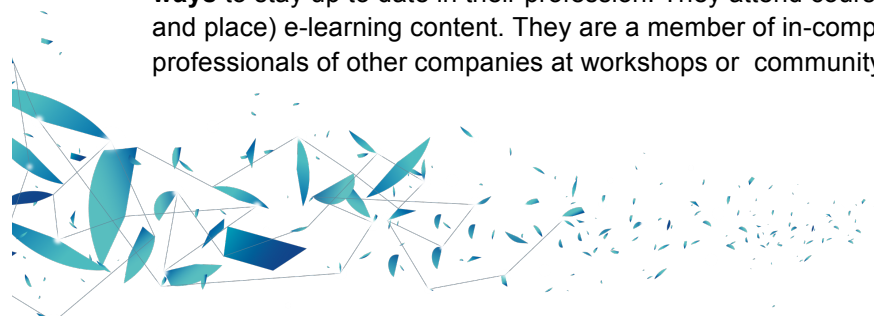 ways to stay up to date in their profession. They attend cour
and place) e-learning content. They are a member of in-comp
professionals of other companies at workshops or community